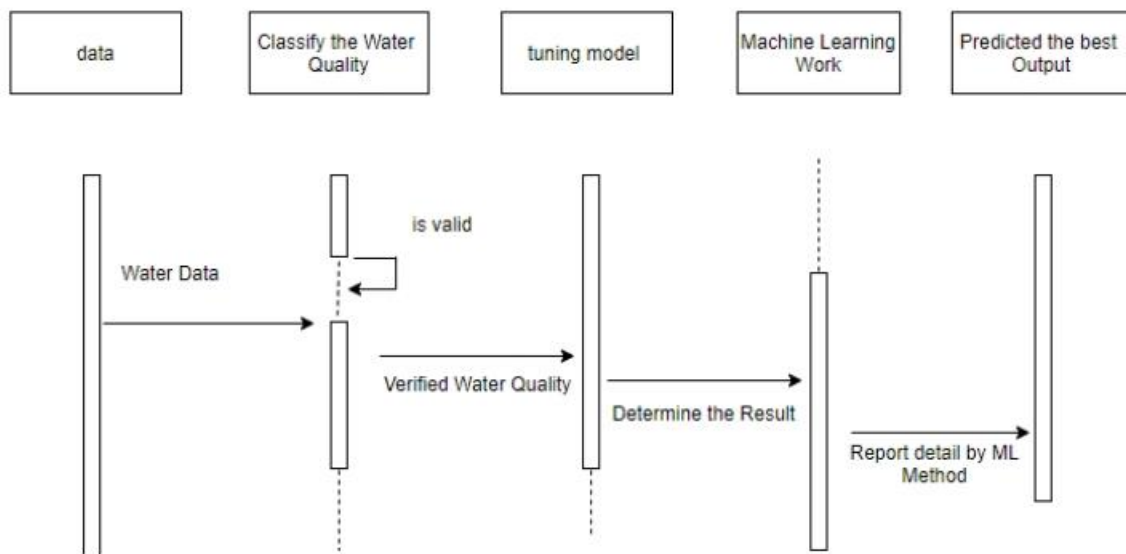 data
Classify the Water
Quality
tuning model
Machine Learning
Work
Predicted the best
Output
is valid
Water Data
Verified Water Quality
Determine the Result
Report detail by ML
Method